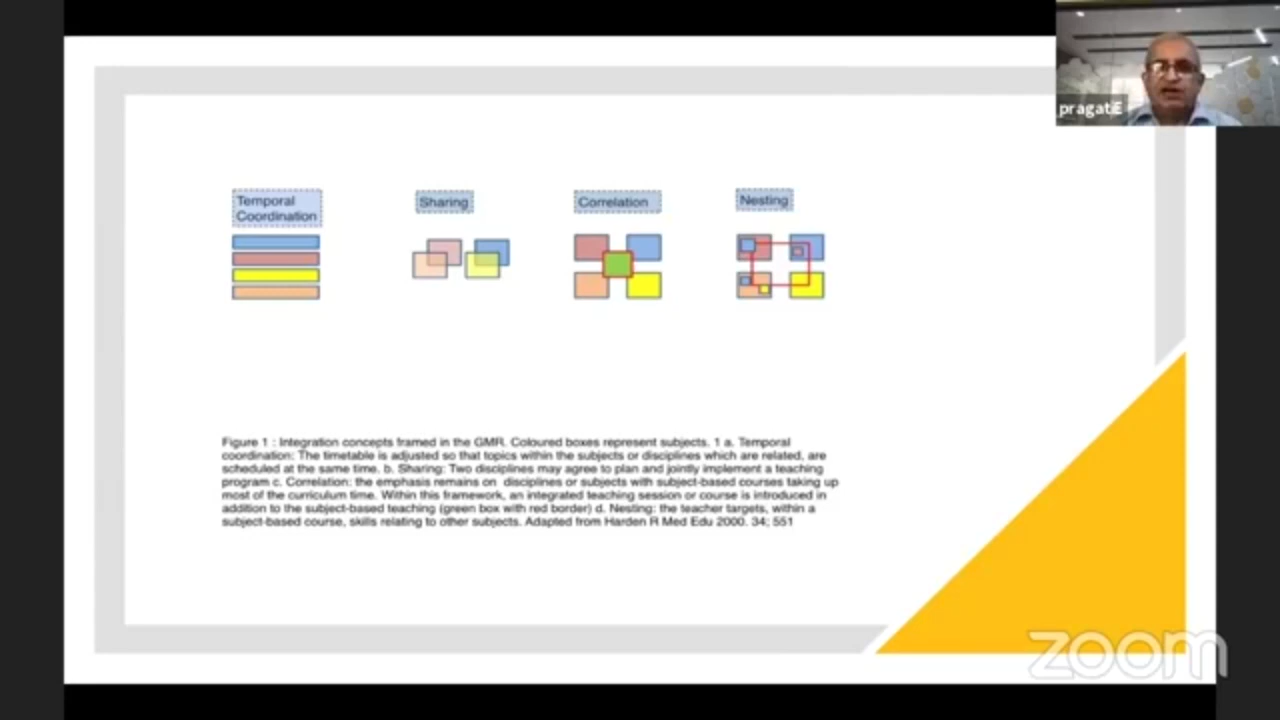 pragatiE
Temporal
Coordination
Sharing
Correlation
Nesting
Figure 1 : Integration concepts framed in the GMR. Coloured boxes represent subjects. 1 a. Temporal
coordination: The timetable is adjusted so that topics within the subjects or disciplines which are related, are
scheduled at the same time. b. Sharing: Two disciplines may agree to plan and jointly implement a teaching
program c. Correlation: the emphasis remains on disciplines or subjects with subject-based courses taking up
most of the curriculum time. Within this framework, an integrated teaching session or course is introduced in
addition to the subject-based teaching (green box with red border) d. Nesting: the teacher targets, within a
subject-based course, skills relating to other subjects. Adapted from Harden R Med Edu 2000. 34; 551
zoom